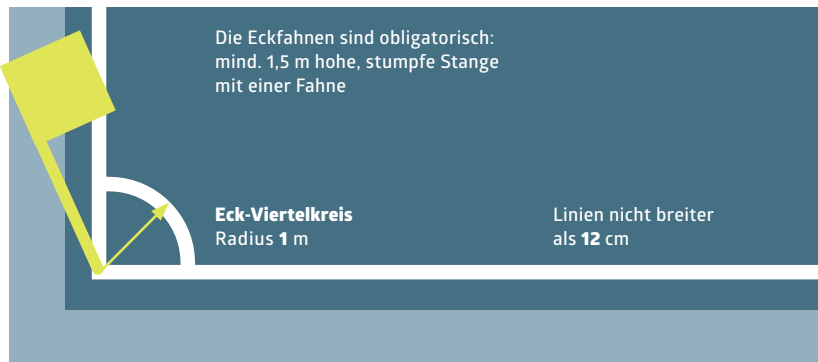 Die Eckfahnen sind obligatorisch:
mind. 1,5 m hohe, stumpfe Stange
mit einer Fahne
Eck-Viertelkreis
Radius 1 m
Linien nicht breiter
als 12 cm